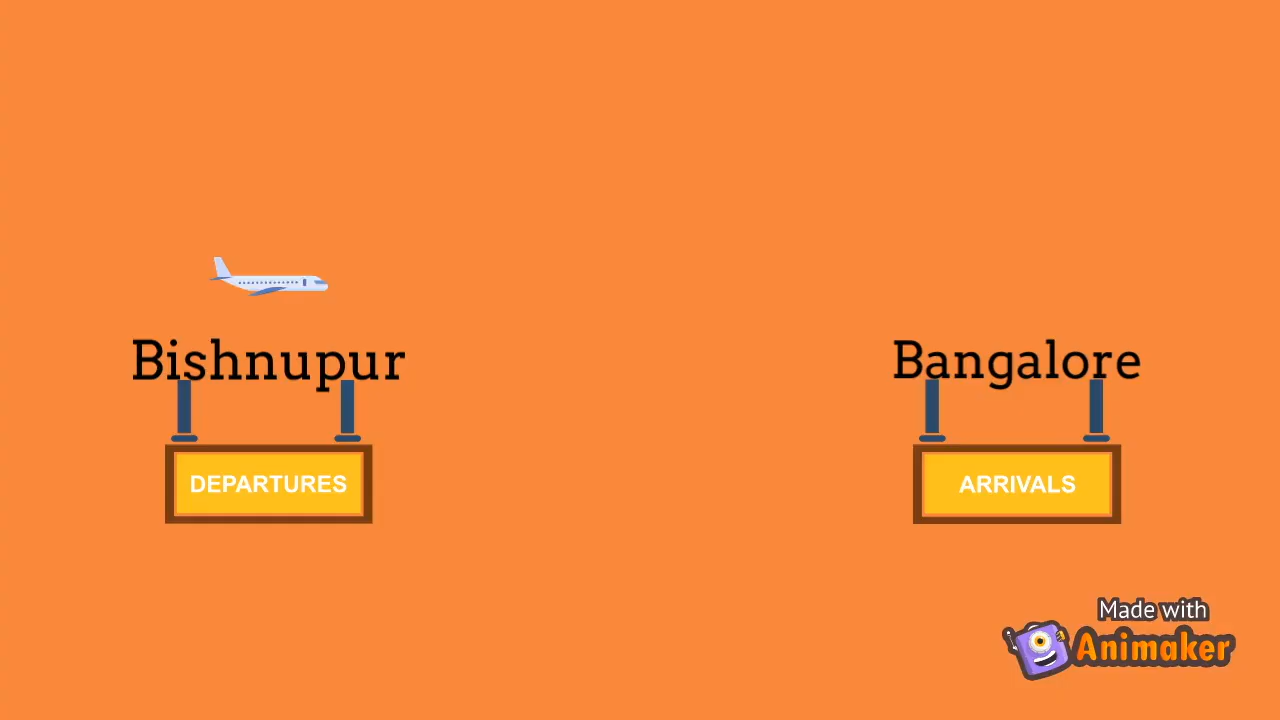 Bishnupur
Bangalore
DEPARTURES
ARRIVALS
Made with
Animaker